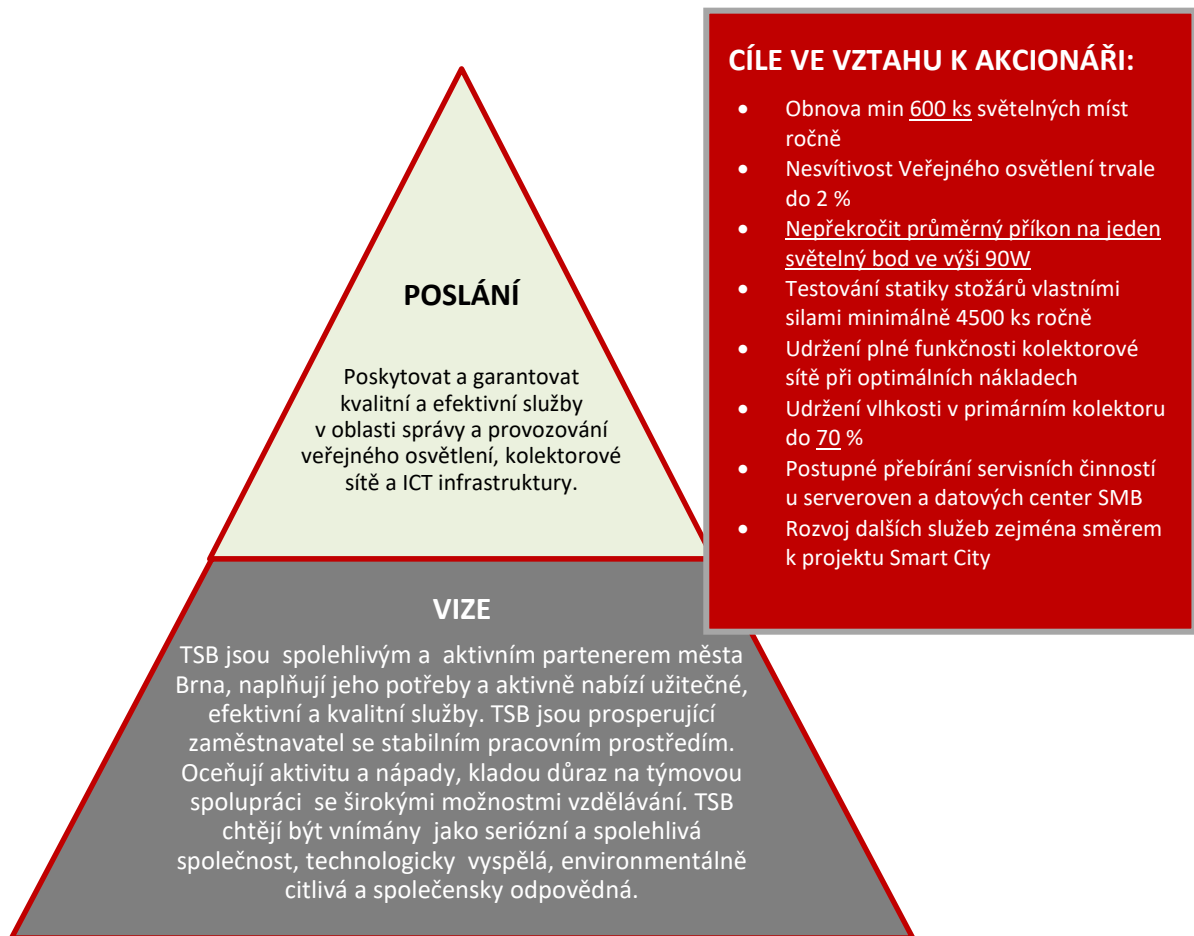 CÍLE VE VZTAHU K AKCIONÁŘI:
• Obnova min 600 ks světelných míst
ročně
• Nesvítivost Veřejného osvětlení trvale
do 2 %
• Nepřekročit průměrný příkon na jeden
světelný bod ve výši 90W
• Testování statiky stožárů vlastními
silami minimálně 4500 ks ročně
• Udržení plné funkčnosti kolektorové
sítě při optimálních nákladech
• Udržení vlhkosti v primárním kolektoru
do 70 %
• Postupné přebírání servisních činností
u serveroven a datových center SMB
• Rozvoj dalších služeb zejména směrem
k projektu Smart City
POSLÁNÍ
Poskytovat a garantovat
kvalitní a efektivní služby
v oblasti správy a provozování
veřejného osvětlení, kolektorové
sítě a ICT infrastruktury.
VIZE
TSB jsou spolehlivým a aktivním partenerem města
Brna, naplňují jeho potřeby a aktivně nabízí užitečné,
efektivní a kvalitní služby. TSB jsou prosperující
zaměstnavatel se stabilním pracovním prostředím.
Oceňují aktivitu a nápady, kladou důraz na týmovou
spolupráci se širokými možnostmi vzdělávání. TSB
chtějí být vnímány jako seriózní a spolehlivá
společnost, technologicky vyspělá, environmentálně
citlivá a společensky odpovědná.